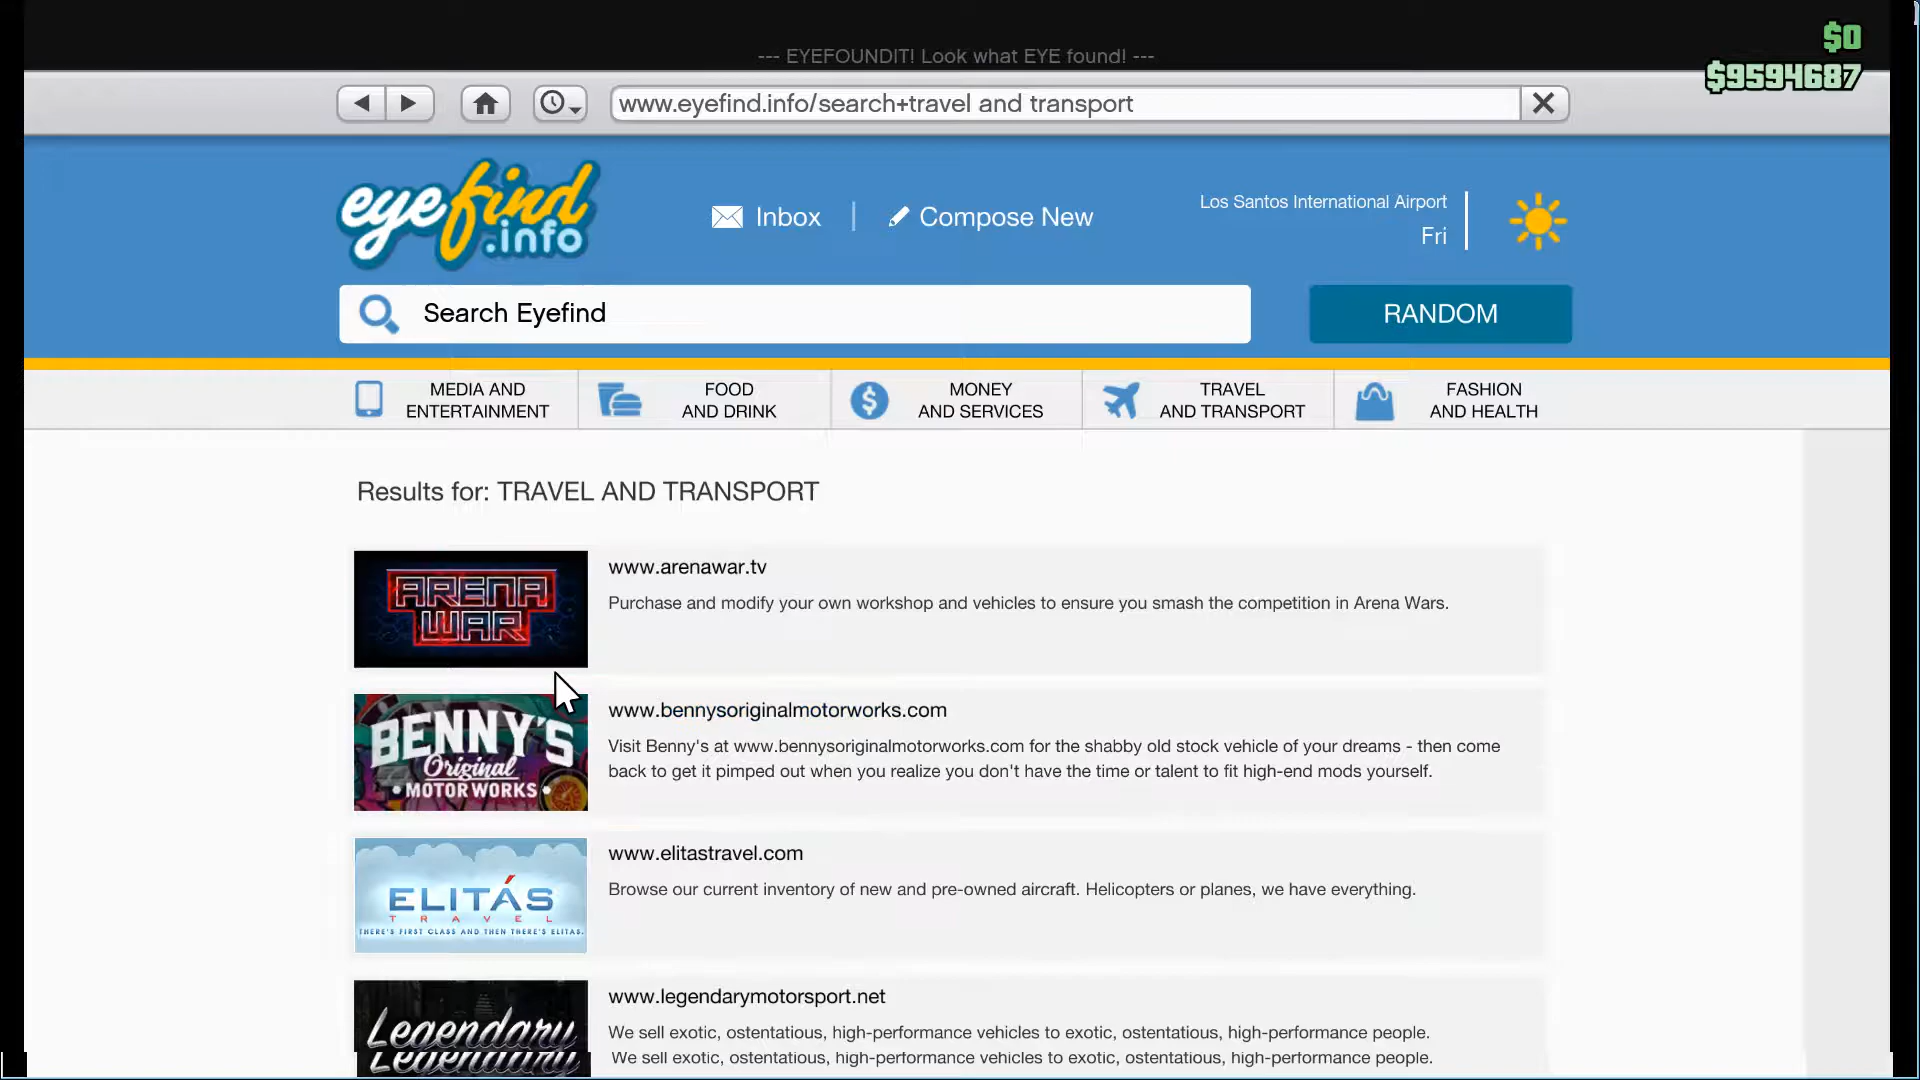 $0
--- EYEFOUNDIT! Look what EYE found! ---
$9594687
www.eyefind.info/search+travel and transport
eyefind
.info
Inbox
Compose New
Los Santos International Airport
Fri
Search Eyefind
RANDOM
MEDIA AND
ENTERTAINMENT
FOOD
AND DRINK
MONEY
AND SERVICES
TRAVEL
AND TRANSPORT
FASHION
AND HEALTH
Results for: TRAVEL AND TRANSPORT
ARENA
WAR
www.arenawar.tv
Purchase and modify your own workshop and vehicles to ensure you smash the competition in Arena Wars.
BENNY'S
Original
• MOTOR WORKS •
www.bennysoriginalmotorworks.com
Visit Benny's at www.bennysoriginalmotorworks.com for the shabby old stock vehicle of your dreams - then come
back to get it pimped out when you realize you don't have the time or talent to fit high-end mods yourself.
ELITÁS
TRAVEL
THERE'S FIRST CLASS AND THEN THERE'S ELITAS.
www.elitastravel.com
Browse our current inventory of new and pre-owned aircraft. Helicopters or planes, we have everything.
Legendary
Legendary
www.legendarymotorsport.net
We sell exotic, ostentatious, high-performance vehicles to exotic, ostentatious, high-performance people.
We sell exotic, ostentatious, high-performance vehicles to exotic, ostentatious, high-performance people.